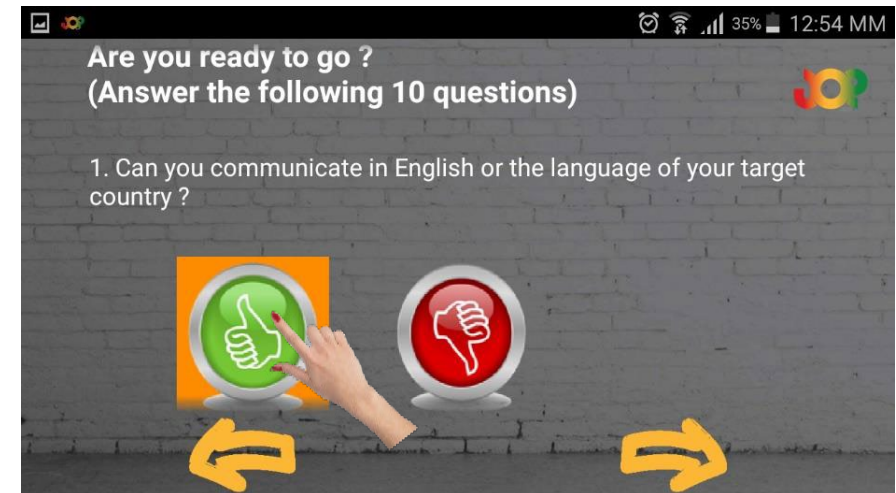 35% 12:54 MM
Are you ready to go ?
(Answer the following 10 questions)
JOP
1. Can you communicate in English or the language of your target
country ?